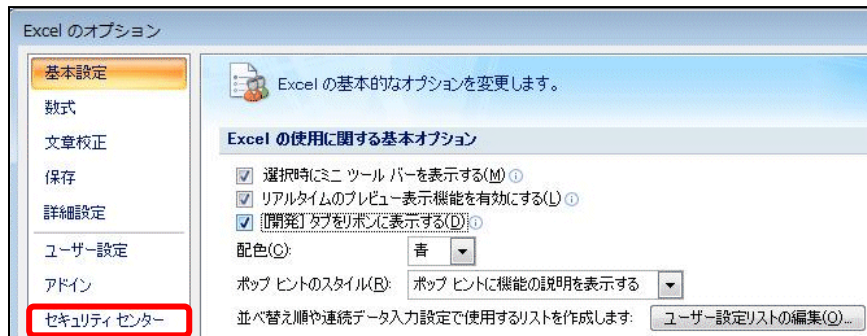 Excel のオプション
基本設定
数式
文章校正
保存
詳細設定
ユーザー設定
アドイン
セキュリティ センター
Excel の基本的なオプションを変更します。
Excel の使用に関する基本オプション
選択時にミニ ツール バーを表示する(M)
リアルタイムのプレビュー表示機能を有効にする(L)
[開発] タブをリボンに表示する(D)
配色(C): 青
ポップ ヒントのスタイル(R): ポップ ヒントに機能の説明を表示する
並べ替え順や連続データ入力設定で使用するリストを作成します: ユーザー設定リストの編集(O)...